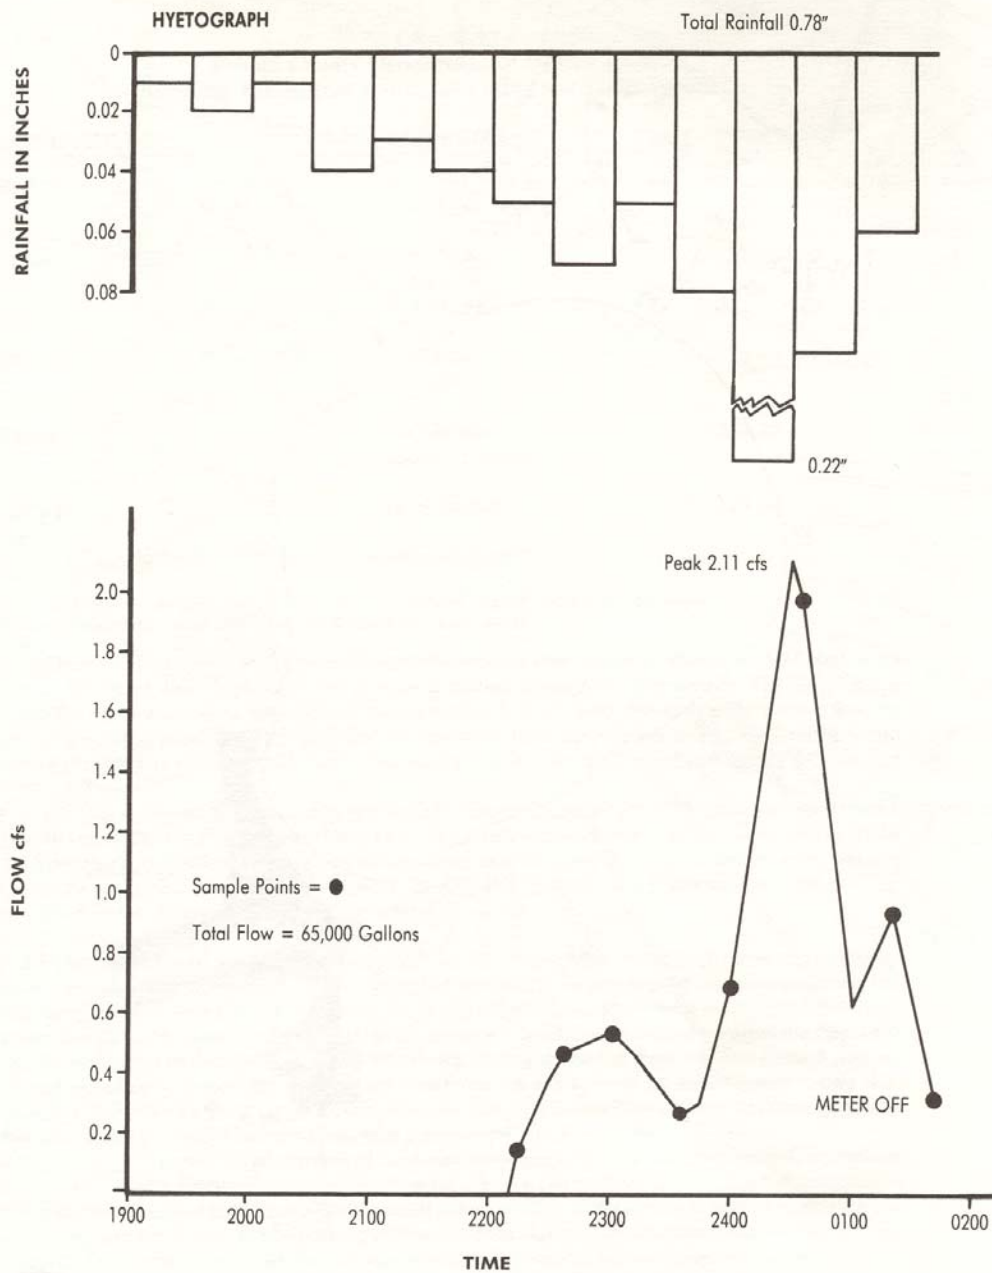 HYETOGRAPH
Total Rainfall 0.78"
RAINFALL IN INCHES
0
0.02
0.04
0.06
0.08
0.22"
FLOW cfs
2.0
1.8
1.6
1.4
1.2
1.0
0.8
0.6
0.4
0.2
Peak 2.11 cfs
Sample Points =
Total Flow = 65,000 Gallons
METER OFF
1900 2000 2100 2200 2300 2400 0100 0200
TIME